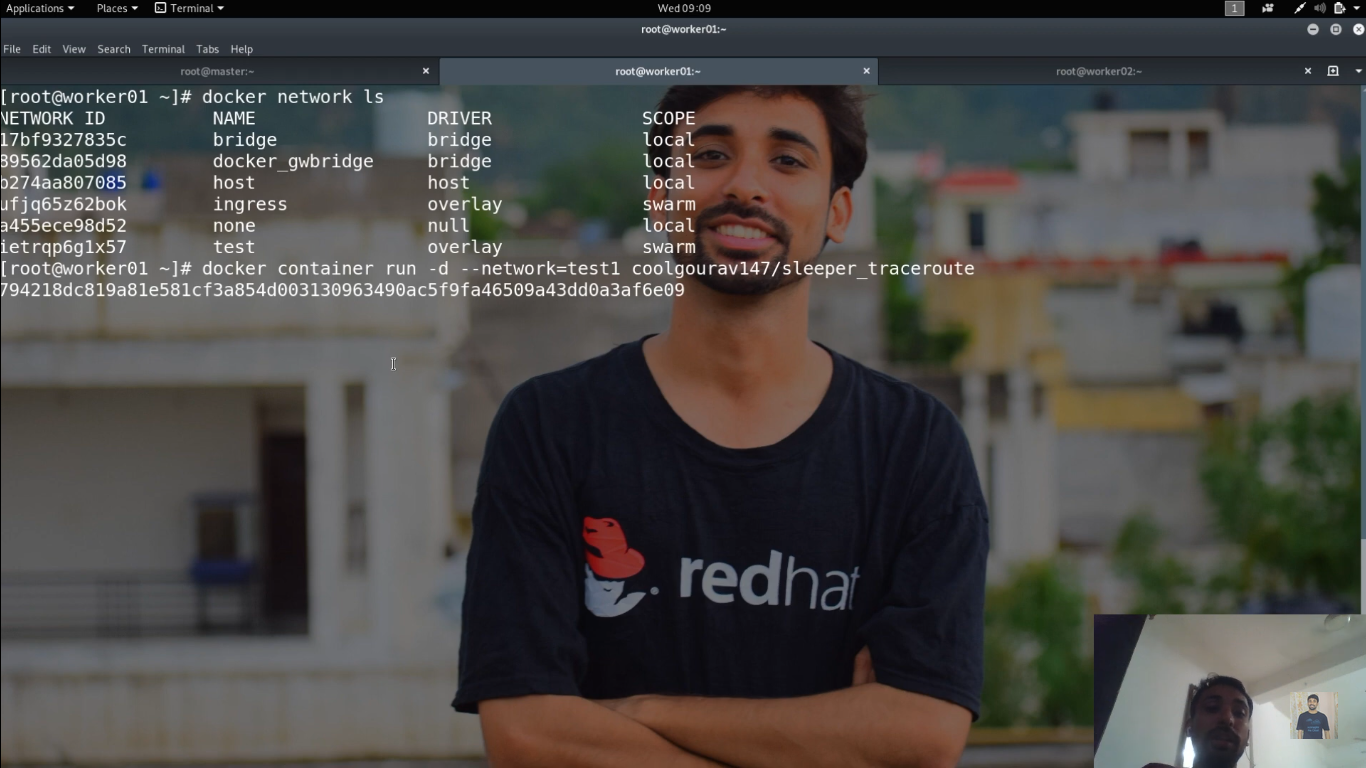 Applications Places Terminal Wed 09:09 1
root@worker01:~
File Edit View Search Terminal Tabs Help
root@master:~ root@worker01:~ root@worker02:~
[root@worker01 ~]# docker network ls
NETWORK ID NAME DRIVER SCOPE
17bf9327835c bridge bridge local
89562da05d98 docker_gwbridge bridge local
b274aa807085 host host local
ufjq65z62bok ingress overlay swarm
a455ece98d52 none null local
ietrqp6g1x57 test overlay swarm
[root@worker01 ~]# docker container run -d --network=test1 coolgourav147/sleeper_traceroute
794218dc819a81e581cf3a854d003130963490ac5f9fa46509a43dd0a3af6e09
redhat